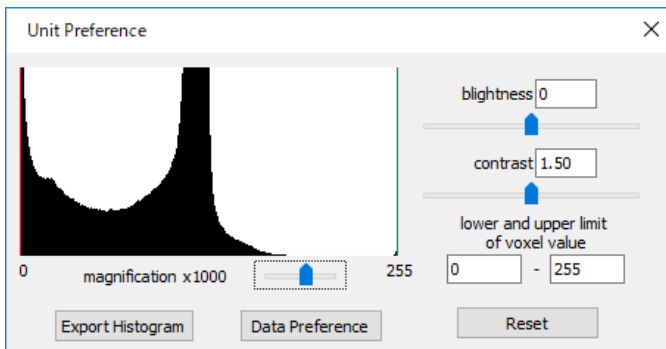 Unit Preference
blightness 0
contrast 1.50
lower and upper limit
of voxel value
0 - 255
0 magnification x1000 255
Export Histogram Data Preference Reset